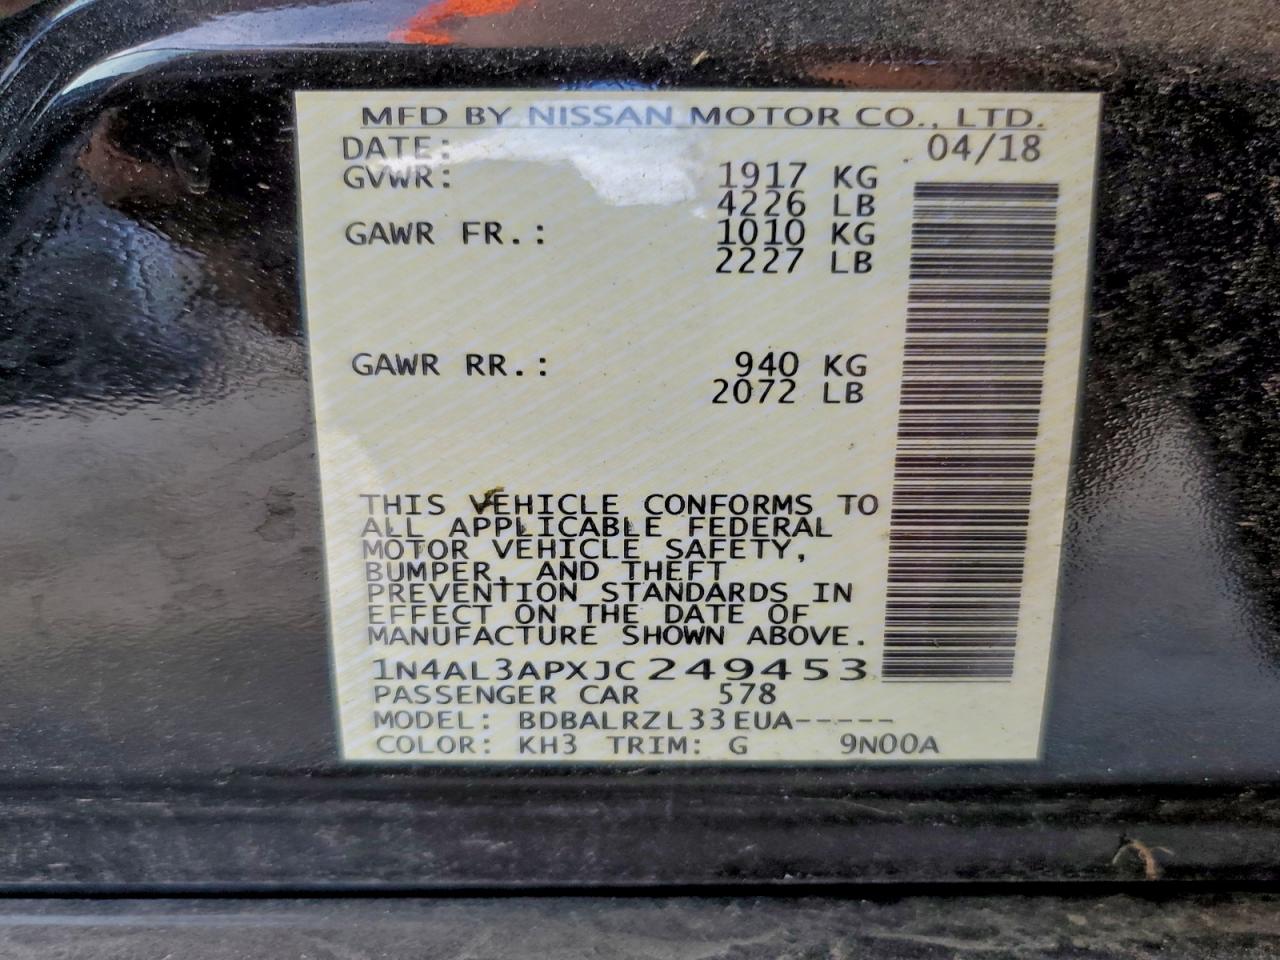 MFD BY NISSAN MOTOR CO., LTD.
DATE: 04/18
GVWR: 1917 KG
4226 LB
GAWR FR.: 1010 KG
2227 LB
GAWR RR.: 940 KG
2072 LB
THIS VEHICLE CONFORMS TO
ALL APPLICABLE FEDERAL
MOTOR VEHICLE SAFETY,
BUMPER, AND THEFT
PREVENTION STANDARDS IN
EFFECT ON THE DATE OF
MANUFACTURE SHOWN ABOVE.
1N4AL3APXJC249453
PASSENGER CAR 578
MODEL: BDBALRZL33EUA-----
COLOR: KH3 TRIM: G 9N00A